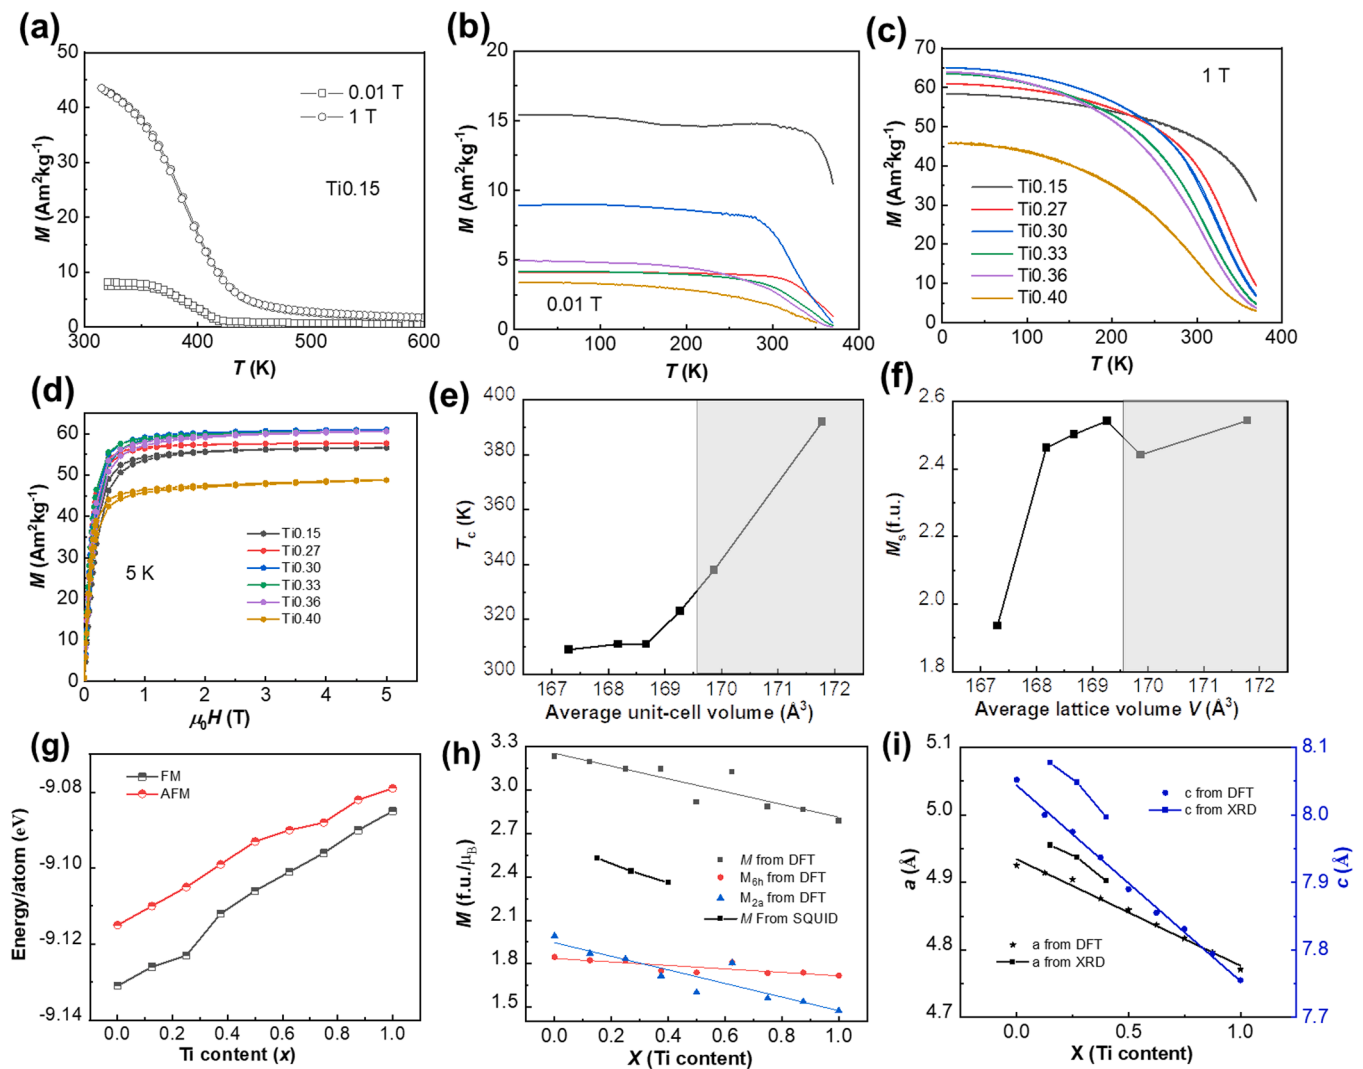 (a)
50
40
30
20
10
0
M (Am²kg⁻¹)
0.01 T
1 T
Ti0.15
300 400 500 600
T (K)
(b)
20
15
10
5
0
M (Am²kg⁻¹)
0.01 T
0 100 200 300 400
T (K)
(c)
70
60
50
40
30
20
10
0
M (Am²kg⁻¹)
1 T
Ti0.15
Ti0.27
Ti0.30
Ti0.33
Ti0.36
Ti0.40
0 100 200 300 400
T (K)
(d)
60
50
40
30
20
10
0
M (Am²kg⁻¹)
5 K
Ti0.15
Ti0.27
Ti0.30
Ti0.33
Ti0.36
Ti0.40
0 1.0 2.0 3.0 4.0 5.0
μ₀H (T)
(e)
400
380
360
340
320
300
Tc (K)
167 168 169 170 171 172
Average unit-cell volume (Å³)
(f)
2.6
2.4
2.2
2.0
1.8
Ms(f.u.)
167 168 169 170 171 172
Average lattice volume V (Å³)
(g)
-9.08
-9.10
-9.12
-9.14
Energy/atom (eV)
FM
AFM
0.0 0.2 0.4 0.6 0.8 1.0
Ti content (x)
(h)
3.3
3.0
2.7
2.4
2.1
1.8
1.5
M (f.u./μB)
M from DFT
M6h from DFT
M2a from DFT
M From SQUID
0.0 0.2 0.4 0.6 0.8 1.0
X (Ti content)
(i)
5.1
5.0
4.9
4.8
4.7
a (Å)
c from DFT
c from XRD
a from DFT
a from XRD
8.1
8.0
7.9
7.8
7.7
c (Å)
0.0 0.5 1.0
X (Ti content)